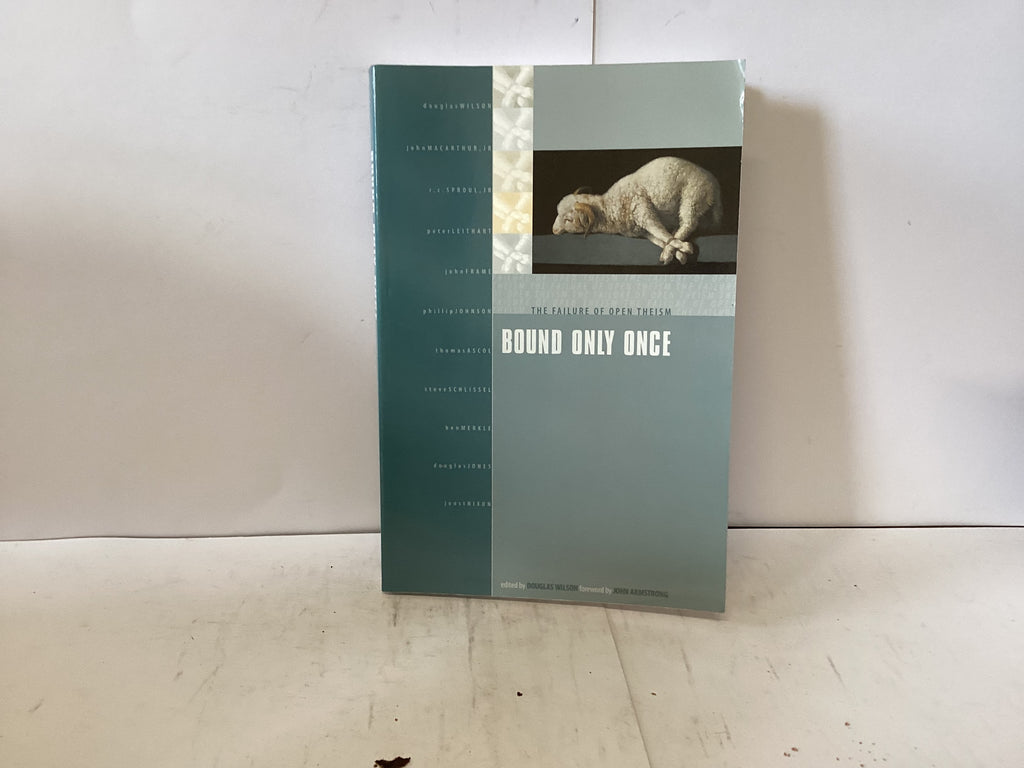 douglasWILSON
johnMACARTHUR, JR
r.c.SPROUL, JR
peterLEITHART
johnFRAME
phillipJOHNSON
thomasASCOL
steveSCHLISSEL
benMERKLE
douglasJONES
joostNIXON
THE FAILURE OF OPEN THEISM
BOUND ONLY ONCE
edited by DOUGLAS WILSON foreword by JOHN ARMSTRONG